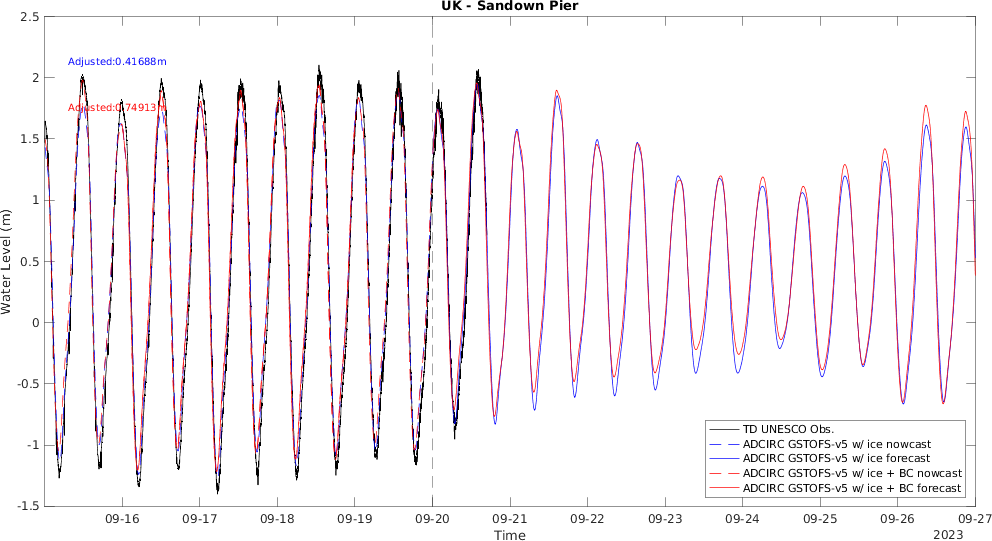 UK - Sandown Pier
2.5
2
1.5
1
0.5
0
-0.5
-1
-1.5
Water Level (m)
Adjusted:0.41688m
Adjusted:0.74913m
TD UNESCO Obs.
ADCIRC GSTOFS-v5 w/ ice nowcast
ADCIRC GSTOFS-v5 w/ ice forecast
ADCIRC GSTOFS-v5 w/ ice + BC nowcast
ADCIRC GSTOFS-v5 w/ ice + BC forecast
09-16 09-17 09-18 09-19 09-20 09-21 09-22 09-23 09-24 09-25 09-26 09-27
Time
2023